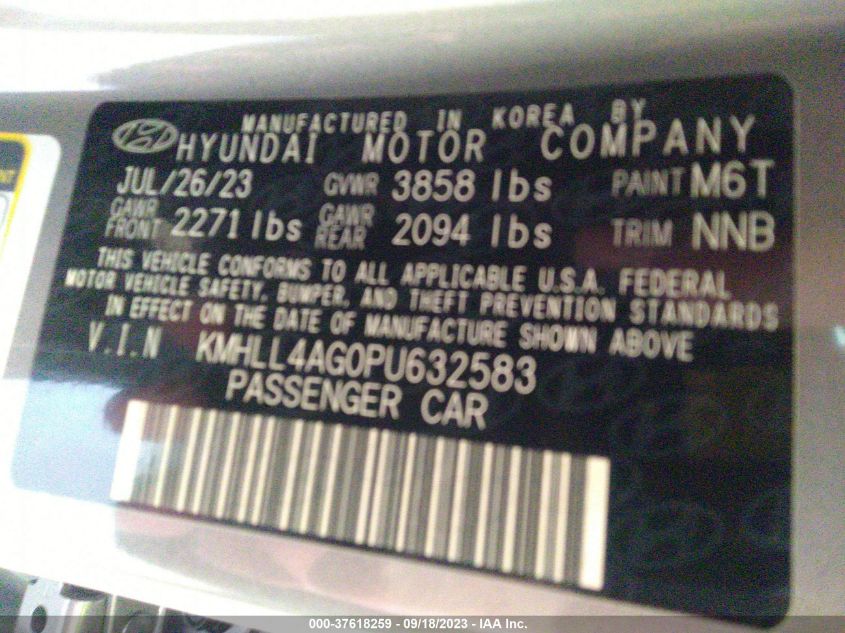 MANUFACTURED IN KOREA BY
HYUNDAI MOTOR COMPANY
JUL/26/23 GVWR 3858 lbs PAINT M6T
GAWR FRONT 2271 lbs GAWR REAR 2094 lbs TRIM NNB
THIS VEHICLE CONFORMS TO ALL APPLICABLE U.S.A. FEDERAL
MOTOR VEHICLE SAFETY, BUMPER, AND THEFT PREVENTION STANDARDS
IN EFFECT ON THE DATE OF MANUFACTURE SHOWN ABOVE
V.I.N KMHLL4AG0PU632583
PASSENGER CAR
000-37618259 - 09/18/2023 - IAA Inc.